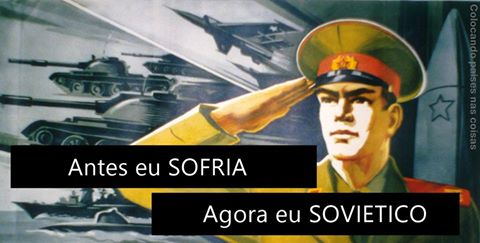 Antes eu SOFRIA
Agora eu SOVIETICO
Colocando países nas coisas